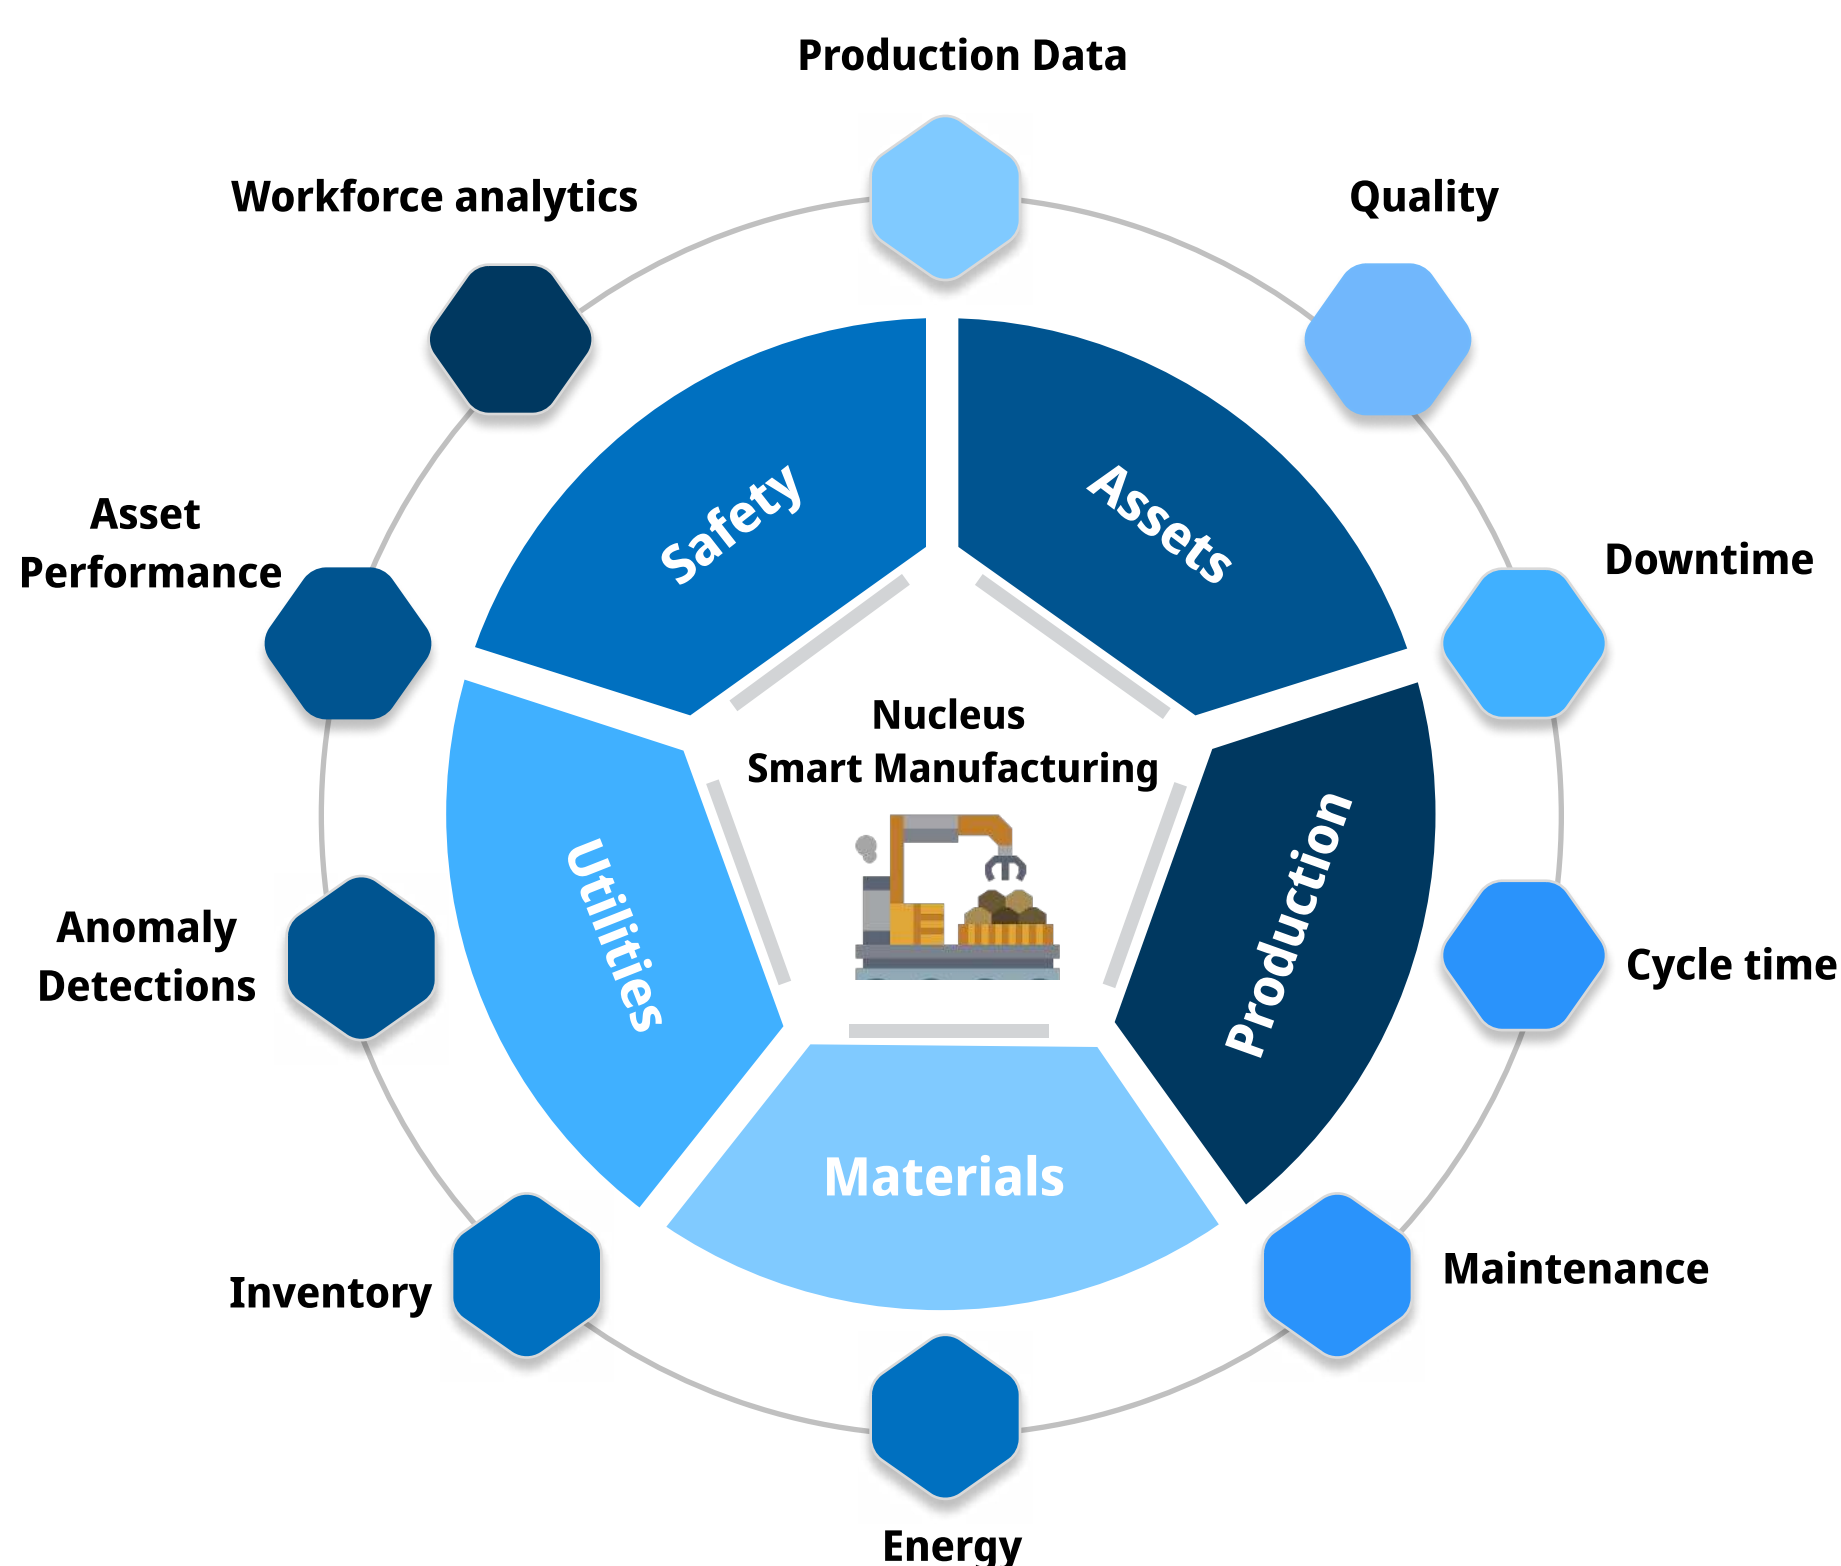 Production Data
Workforce analytics
Quality
Asset
Performance
Downtime
Safety
Assets
Nucleus
Smart Manufacturing
Utilities
Production
Anomaly
Detections
Cycle time
Materials
Inventory
Maintenance
Energy